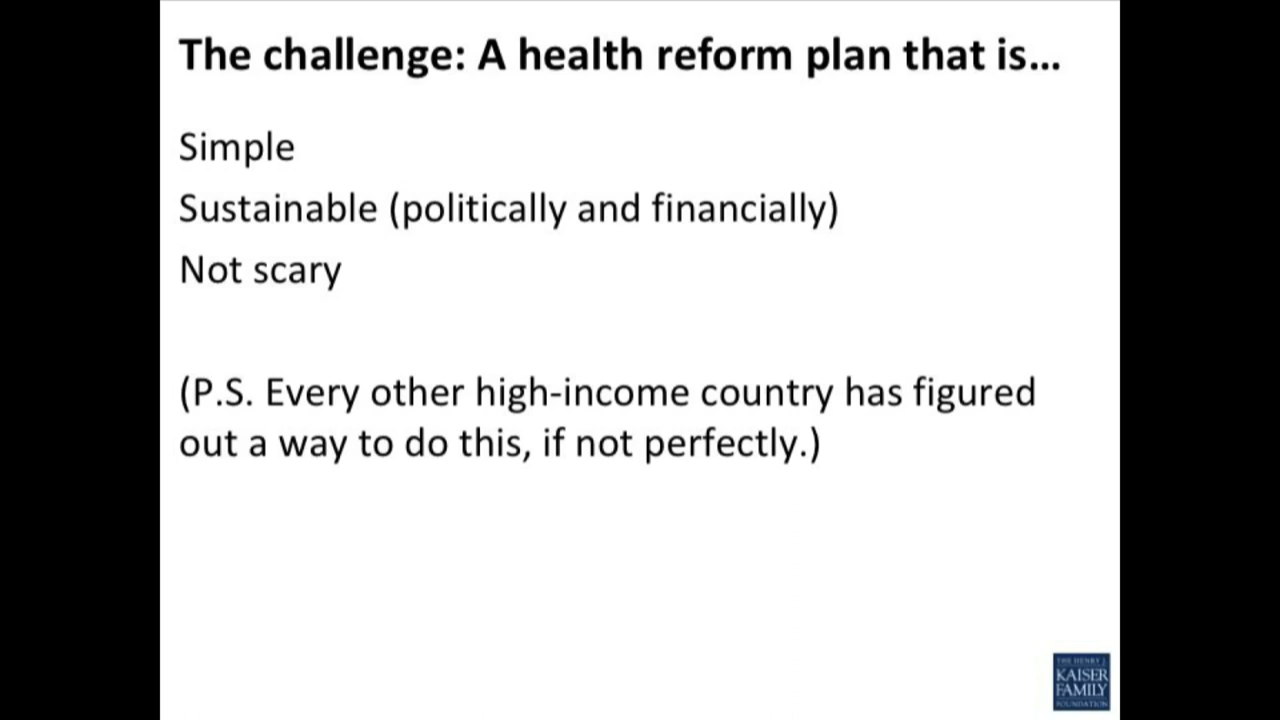 The challenge: A health reform plan that is...
Simple
Sustainable (politically and financially)
Not scary
(P.S. Every other high-income country has figured
out a way to do this, if not perfectly.)
THE HENRY J.
KAISER
FAMILY
FOUNDATION